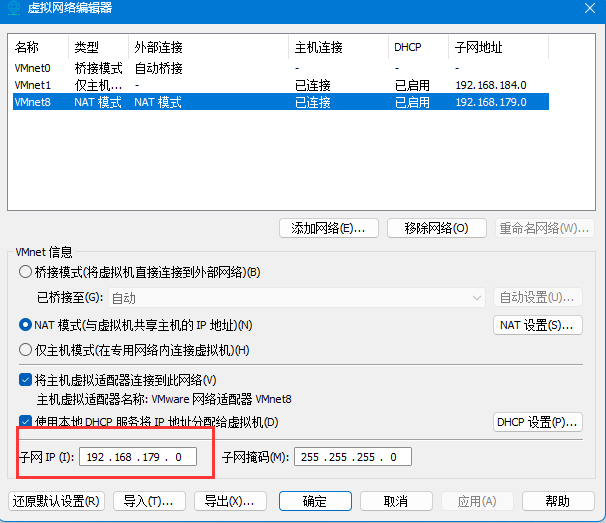 虚拟网络编辑器
名称 类型 外部连接 主机连接 DHCP 子网地址
VMnet0 桥接模式 自动桥接 - - -
VMnet1 仅主机... - 已连接 已启用 192.168.184.0
VMnet8 NAT 模式 NAT 模式 已连接 已启用 192.168.179.0
添加网络(E)... 移除网络(O) 重命名网络(W)...
VMnet 信息
桥接模式(将虚拟机直接连接到外部网络)(B)
已桥接至(G): 自动 自动设置(U)...
NAT 模式(与虚拟机共享主机的 IP 地址)(N) NAT 设置(S)...
仅主机模式(在专用网络内连接虚拟机)(H)
将主机虚拟适配器连接到此网络(V)
主机虚拟适配器名称: VMware 网络适配器 VMnet8
使用本地 DHCP 服务将 IP 地址分配给虚拟机(D) DHCP 设置(P)...
子网 IP (I): 192 . 168 . 179 . 0 子网掩码(M): 255 . 255 . 255 . 0
还原默认设置(R) 导入(T)... 导出(X)... 确定 取消 应用(A) 帮助